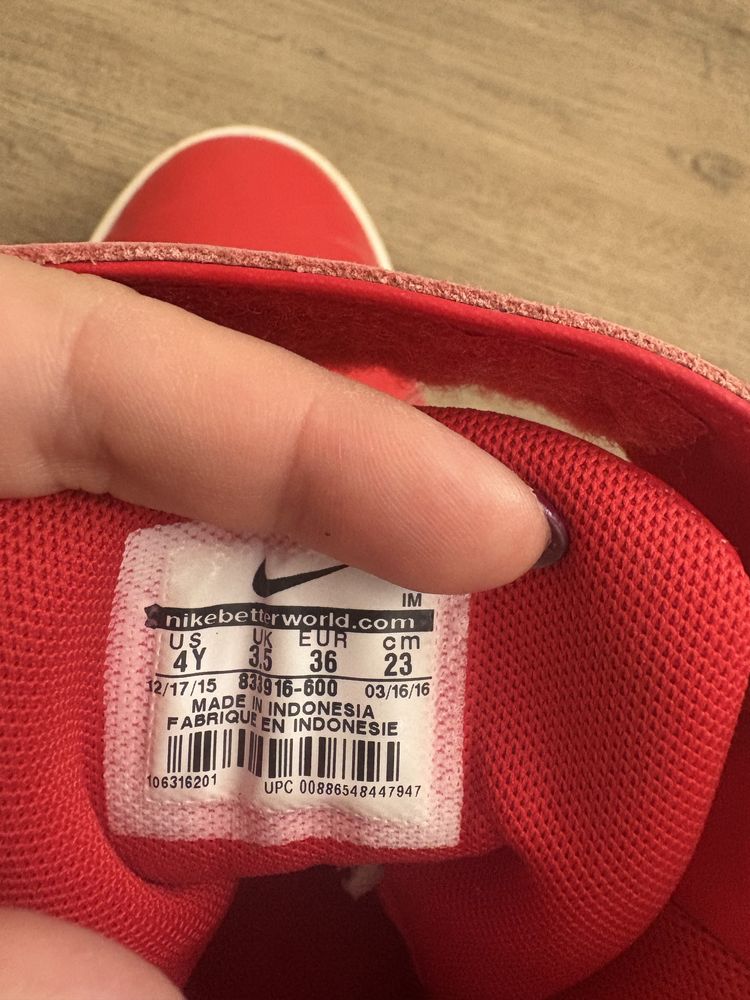 IM
nikebetterworld.com
US UK EUR cm
4Y 3.5 36 23
12/17/15 833916-600 03/16/16
MADE IN INDONESIA
FABRIQUE EN INDONESIE
106316201 UPC 00886548447947